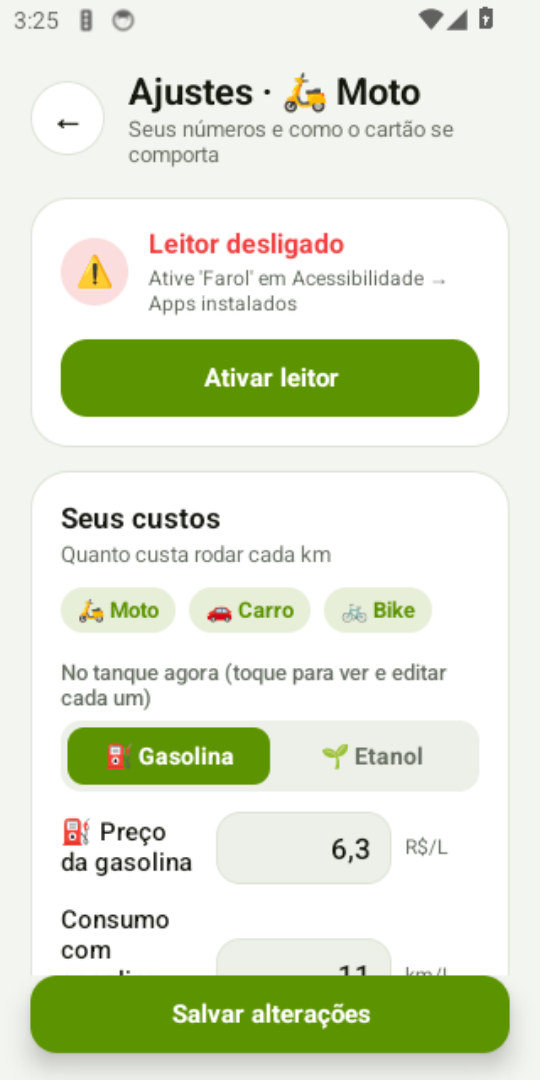 3:25
Ajustes · 🛵 Moto
Seus números e como o cartão se
comporta
Leitor desligado
Ative 'Farol' em Acessibilidade →
Apps instalados
Ativar leitor
Seus custos
Quanto custa rodar cada km
🛵 Moto
🚗 Carro
🚲 Bike
No tanque agora (toque para ver e editar
cada um)
⛽ Gasolina
🌱 Etanol
⛽ Preço
da gasolina
6,3
R$/L
Consumo
com
11
km/L
Salvar alterações